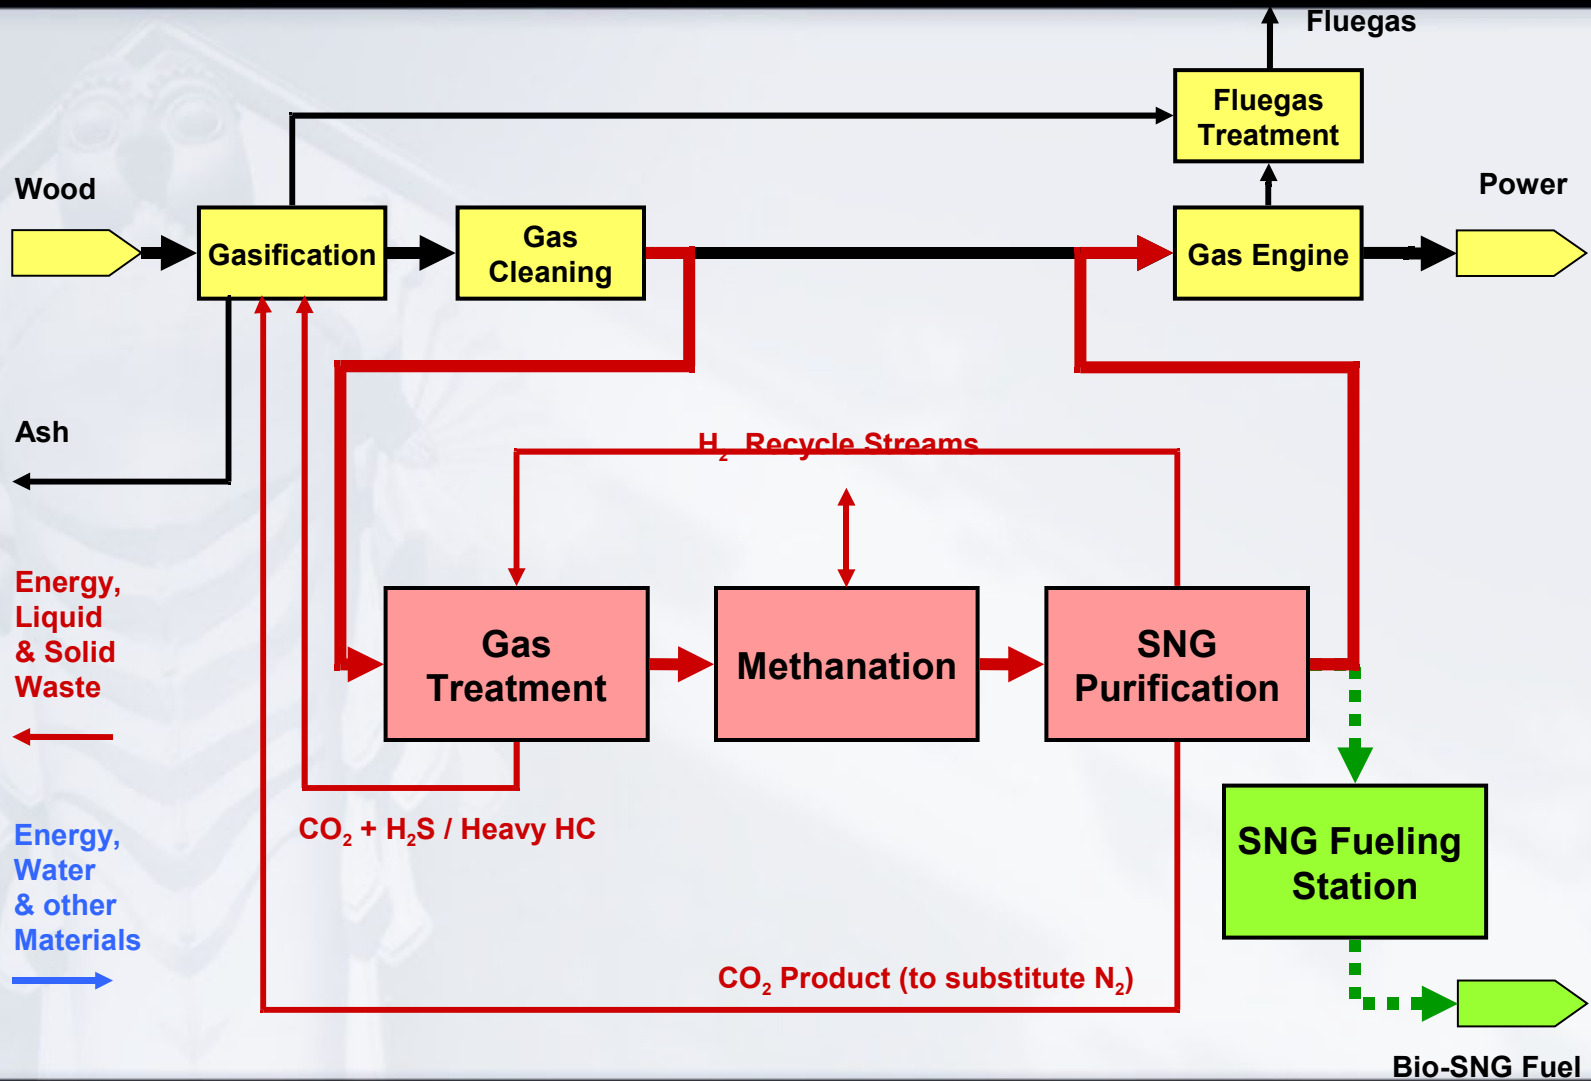 Fluegas
Fluegas
Treatment
Wood
Power
Gasification
Gas
Cleaning
Gas Engine
Ash
H₂ Recycle Streams
Energy,
Liquid
& Solid
Waste
Gas
Treatment
Methanation
SNG
Purification
CO₂ + H₂S / Heavy HC
Energy,
Water
& other
Materials
SNG Fueling
Station
CO₂ Product (to substitute N₂)
Bio-SNG Fuel